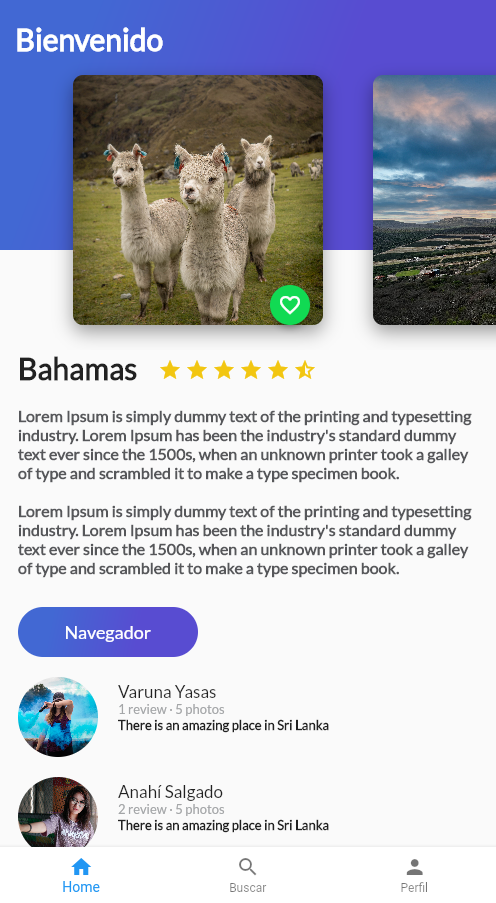 Bienvenido
Bahamas
Lorem Ipsum is simply dummy text of the printing and typesetting
industry. Lorem Ipsum has been the industry's standard dummy
text ever since the 1500s, when an unknown printer took a galley
of type and scrambled it to make a type specimen book.
Lorem Ipsum is simply dummy text of the printing and typesetting
industry. Lorem Ipsum has been the industry's standard dummy
text ever since the 1500s, when an unknown printer took a galley
of type and scrambled it to make a type specimen book.
Navegador
Varuna Yasas
1 review · 5 photos
There is an amazing place in Sri Lanka
Anahí Salgado
2 review · 5 photos
There is an amazing place in Sri Lanka
Home
Buscar
Perfil